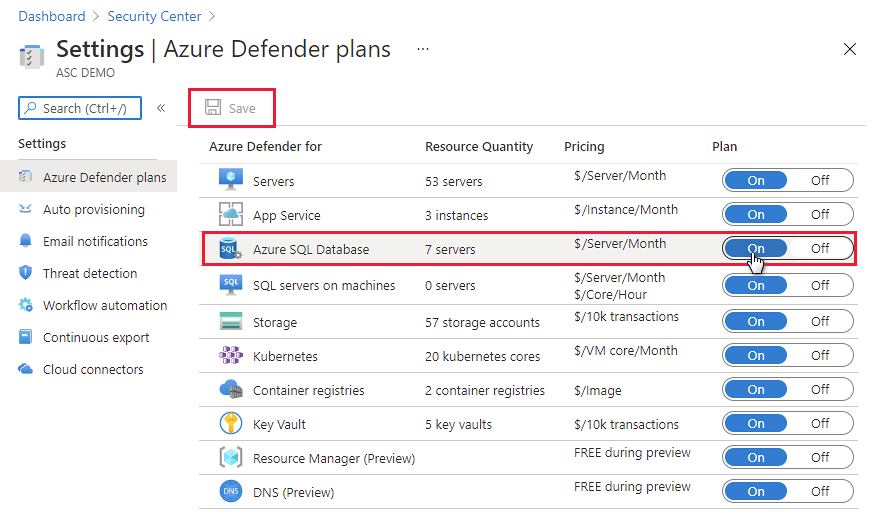 Dashboard > Security Center >
Settings | Azure Defender plans ...
ASC DEMO
Search (Ctrl+/) «
Save
Settings
Azure Defender plans
Auto provisioning
Email notifications
Threat detection
Workflow automation
Continuous export
Cloud connectors
Azure Defender for Resource Quantity Pricing Plan
Servers 53 servers $/Server/Month On Off
App Service 3 instances $/Instance/Month On Off
SQL Azure SQL Database 7 servers $/Server/Month On Off
SQL SQL servers on machines 0 servers $/Server/Month On Off
$/Core/Hour
Storage 57 storage accounts $/10k transactions On Off
Kubernetes 20 kubernetes cores $/VM core/Month On Off
Container registries 2 container registries $/Image On Off
Key Vault 5 key vaults $/10k transactions On Off
Resource Manager (Preview) FREE during preview On Off
DNS DNS (Preview) FREE during preview On Off